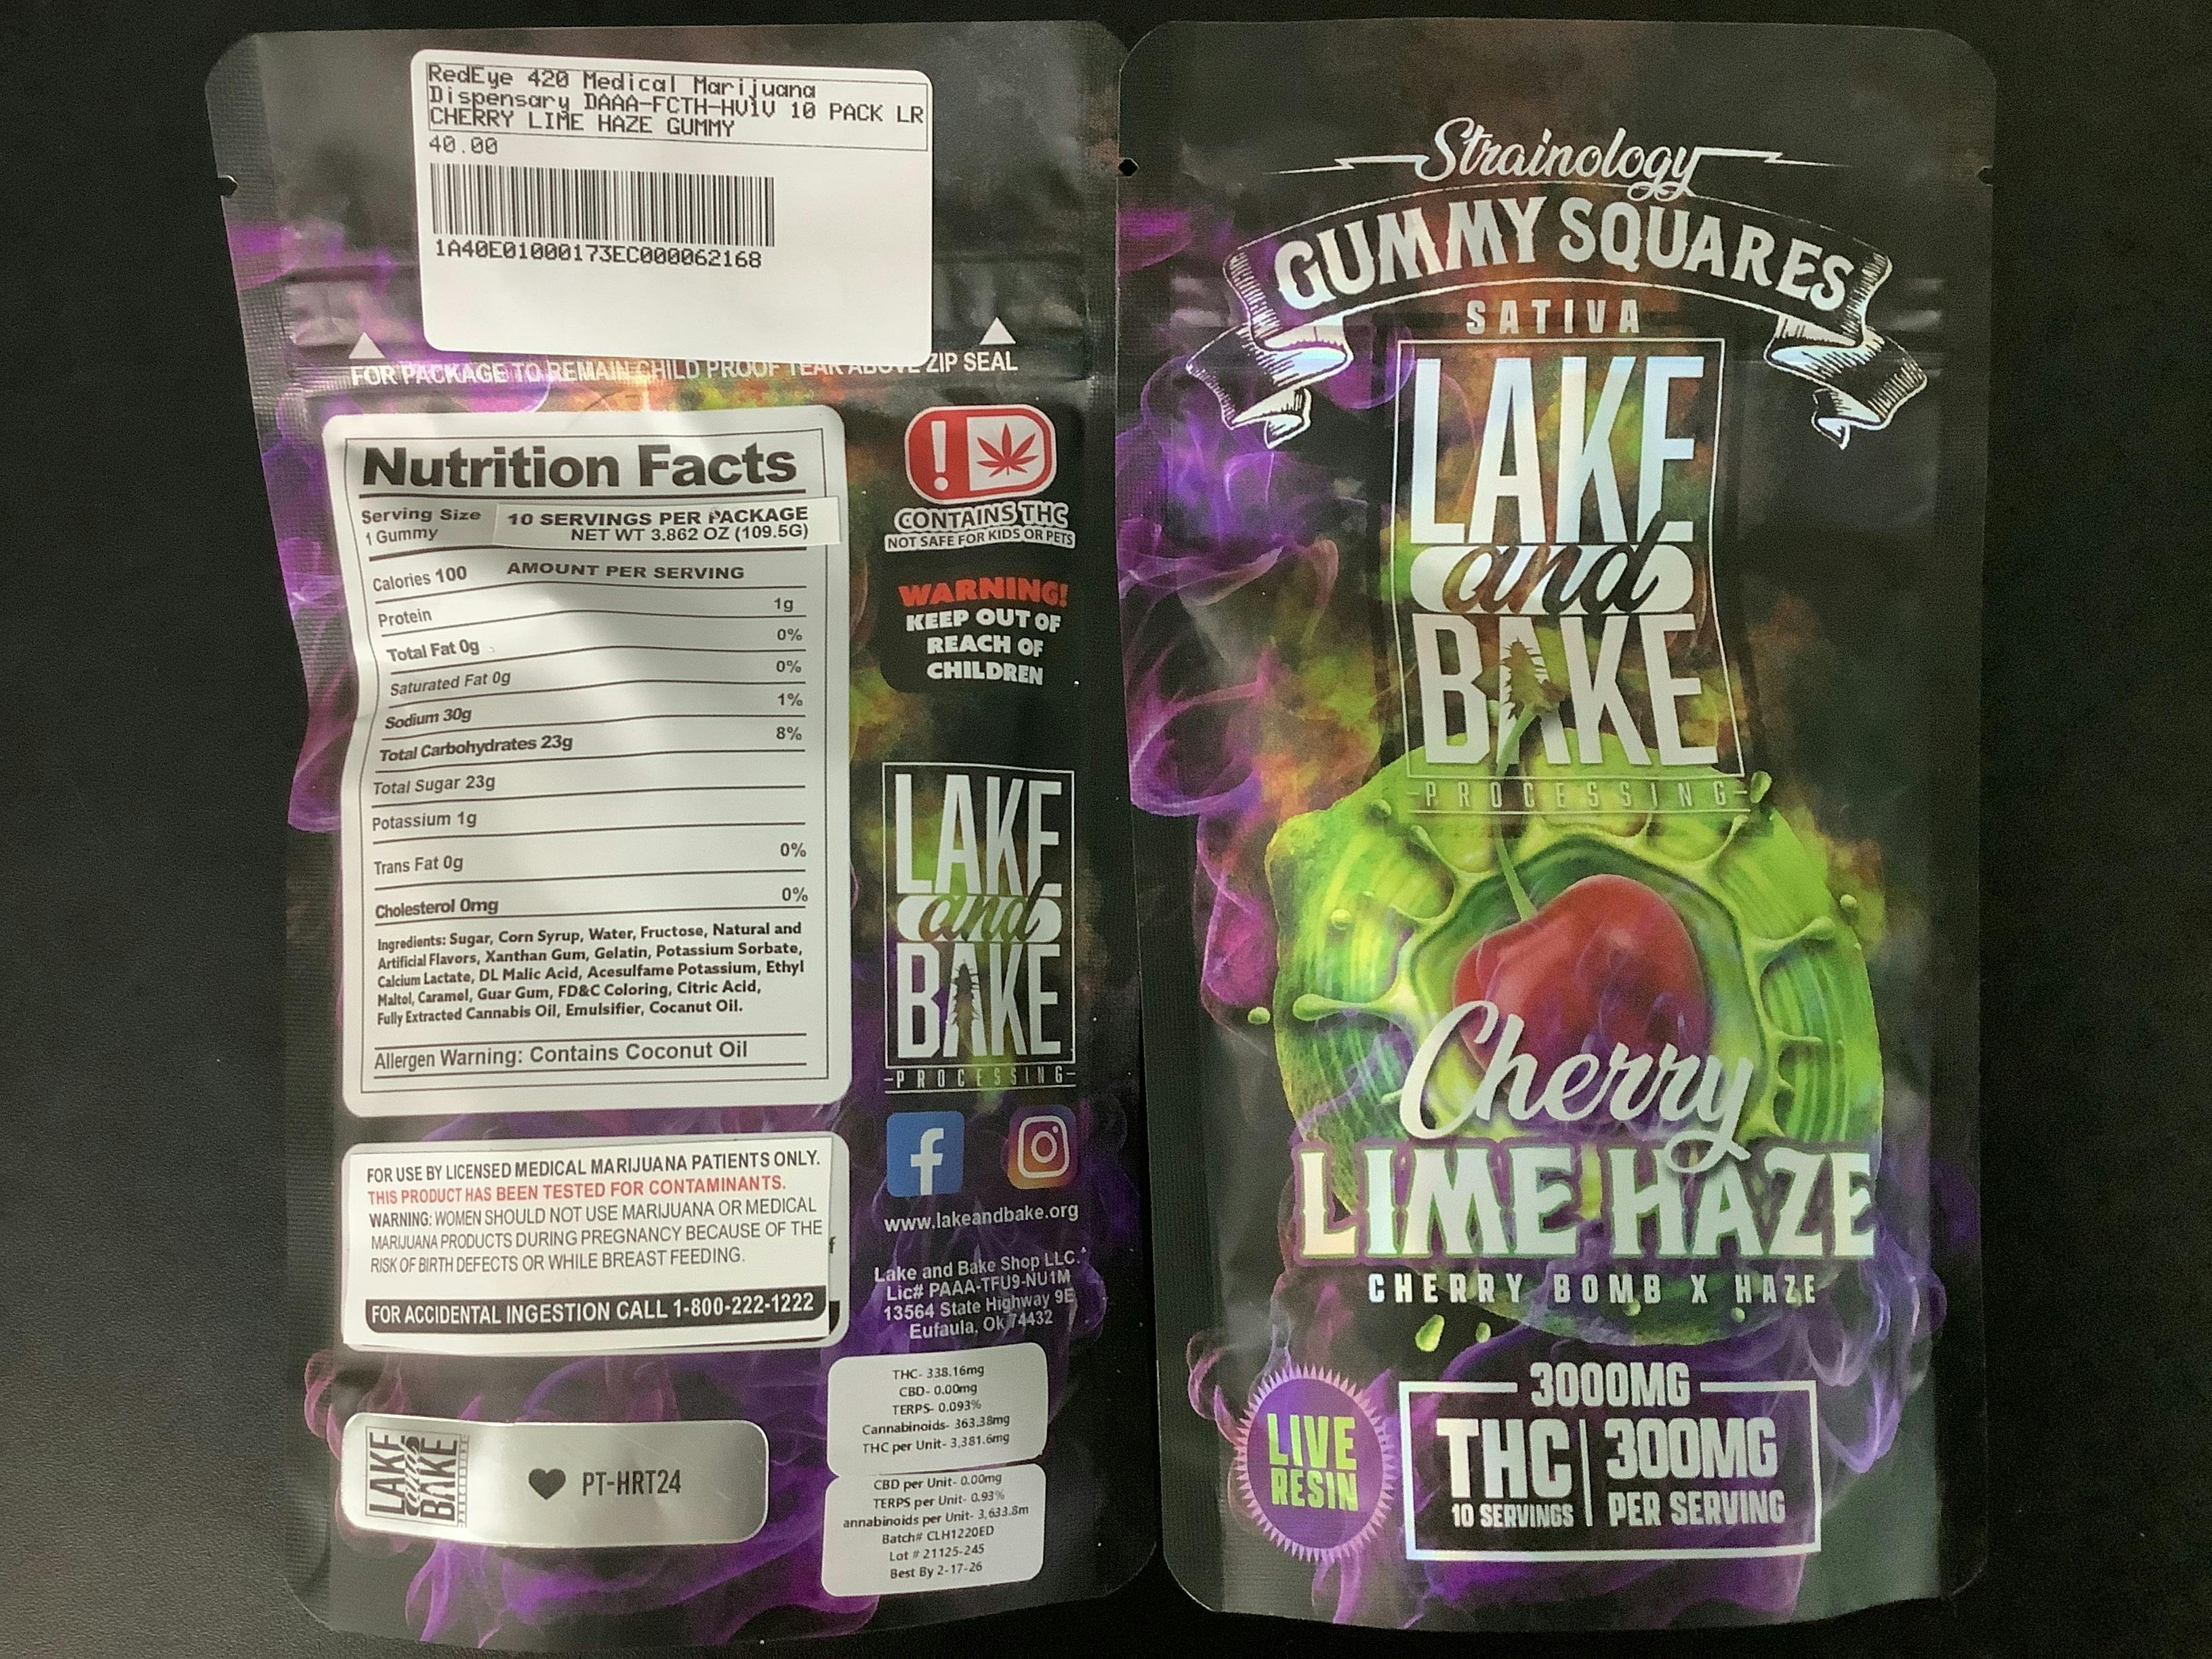 RedEye 420 Medical Marijuana
Dispensary DAAA-FCTH-HV1V 10 PACK LR
CHERRY LIME HAZE GUMMY
40.00
1A40E01000173EC000062168
FOR PACKAGE TO REMAIN CHILD PROOF TEAR ABOVE ZIP SEAL
Nutrition Facts
Serving Size
1 Gummy
10 SERVINGS PER PACKAGE
NET WT 3.862 OZ (109.5G)
Calories 100 AMOUNT PER SERVING
Protein 1g
Total Fat 0g 0%
Saturated Fat 0g 0%
Sodium 30g 1%
Total Carbohydrates 23g 8%
Total Sugar 23g
Potassium 1g
Trans Fat 0g 0%
Cholesterol 0mg 0%
Ingredients: Sugar, Corn Syrup, Water, Fructose, Natural and
Artificial Flavors, Xanthan Gum, Gelatin, Potassium Sorbate,
Calcium Lactate, DL Malic Acid, Acesulfame Potassium, Ethyl
Maltol, Caramel, Guar Gum, FD&C Coloring, Citric Acid,
Fully Extracted Cannabis Oil, Emulsifier, Cocanut Oil.
Allergen Warning: Contains Coconut Oil
FOR USE BY LICENSED MEDICAL MARIJUANA PATIENTS ONLY.
THIS PRODUCT HAS BEEN TESTED FOR CONTAMINANTS.
WARNING: WOMEN SHOULD NOT USE MARIJUANA OR MEDICAL
MARIJUANA PRODUCTS DURING PREGNANCY BECAUSE OF THE
RISK OF BIRTH DEFECTS OR WHILE BREAST FEEDING.
FOR ACCIDENTAL INGESTION CALL 1-800-222-1222
LAKE
and
BAKE
PROCESSING
PT-HRT24
!
CONTAINS THC
NOT SAFE FOR KIDS OR PETS
WARNING!
KEEP OUT OF
REACH OF
CHILDREN
LAKE
and
BAKE
PROCESSING
www.lakeandbake.org
Lake and Bake Shop LLC.
Lic# PAAA-TFU9-NU1M
13564 State Highway 9E
Eufaula, Ok 74432
THC- 338.16mg
CBD- 0.00mg
TERPS- 0.093%
Cannabinoids- 363.38mg
THC per Unit- 3,381.6mg
CBD per Unit- 0.00mg
TERPS per Unit- 0.93%
annabinoids per Unit- 3,633.8m
Batch# CLH1220ED
Lot # 21125-245
Best By 2-17-26
Strainology
GUMMY SQUARES
SATIVA
LAKE
and
BAKE
PROCESSING
Cherry
LIME HAZE
CHERRY BOMB X HAZE
LIVE
RESIN
3000MG
THC
10 SERVINGS
300MG
PER SERVING